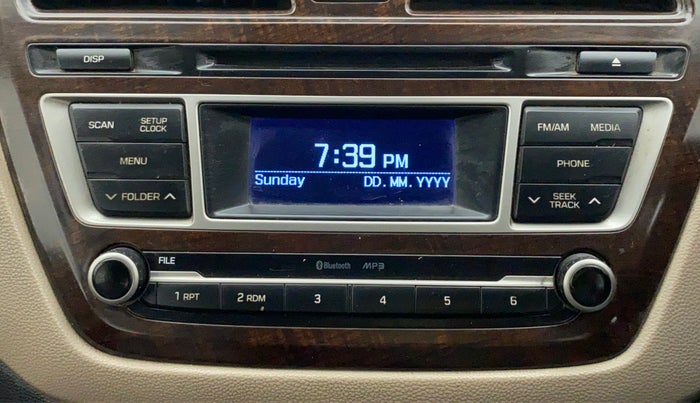 DISP
SCAN SETUP CLOCK
FM/AM MEDIA
7:39 PM
MENU
PHONE
Sunday DD.MM.YYYY
FOLDER
SEEK TRACK
FILE
Bluetooth MP3
1 RPT 2 RDM 3 4 5 6